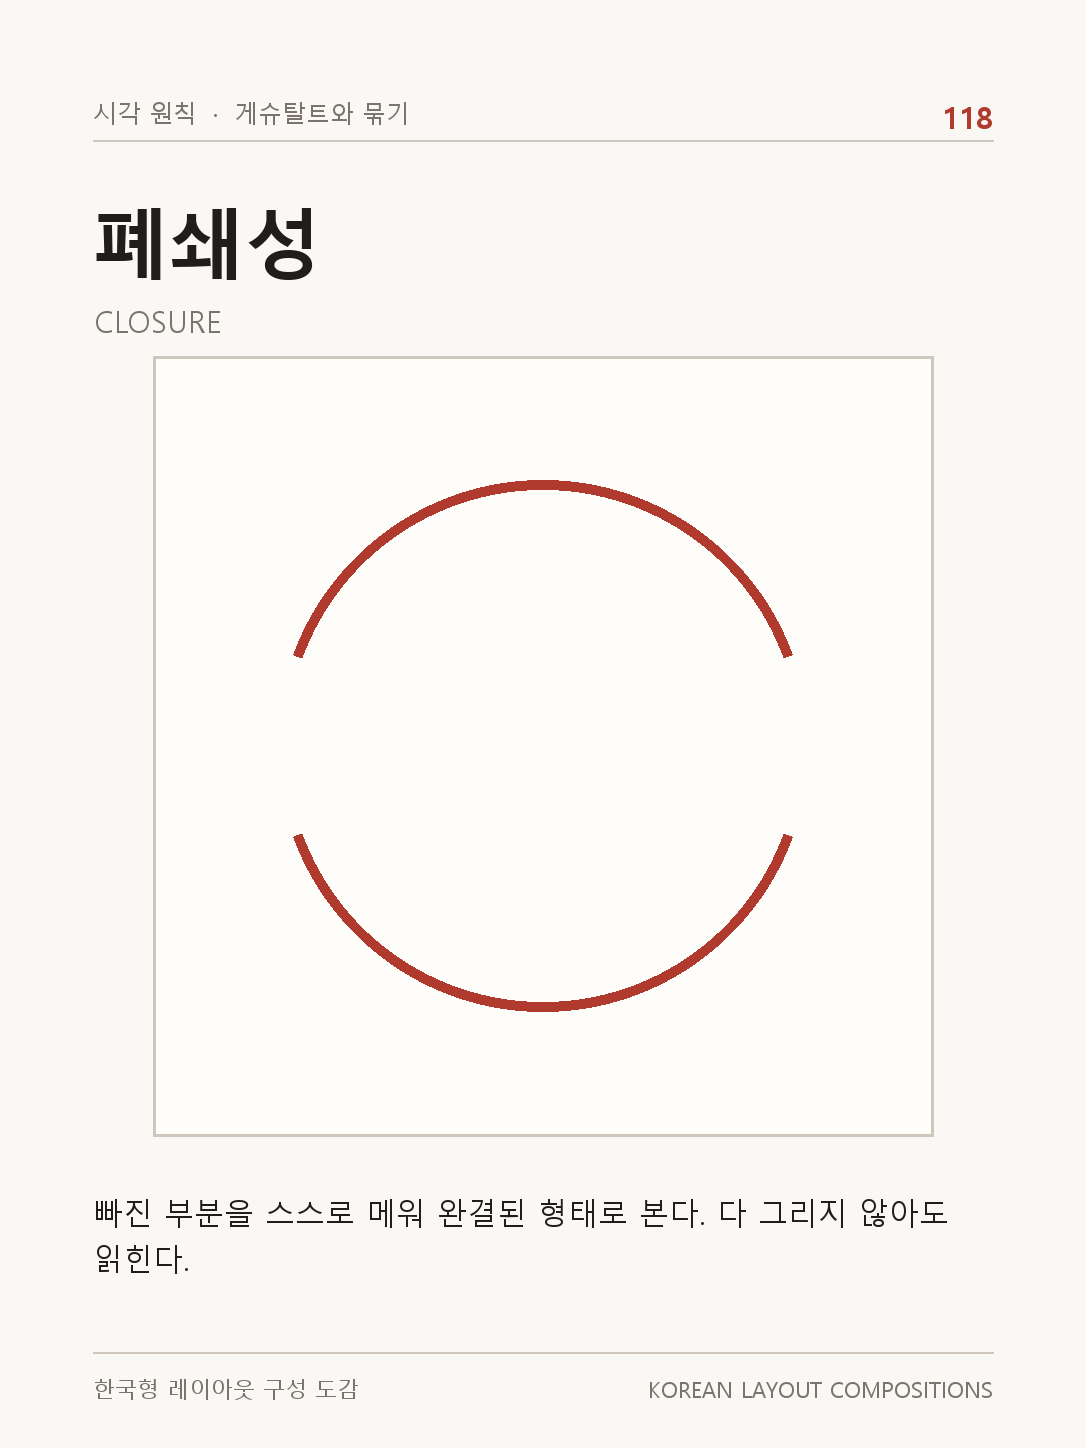 시각 원칙 · 게슈탈트와 묶기
118
폐쇄성
CLOSURE
빠진 부분을 스스로 메워 완결된 형태로 본다. 다 그리지 않아도
읽힌다.
한국형 레이아웃 구성 도감
KOREAN LAYOUT COMPOSITIONS